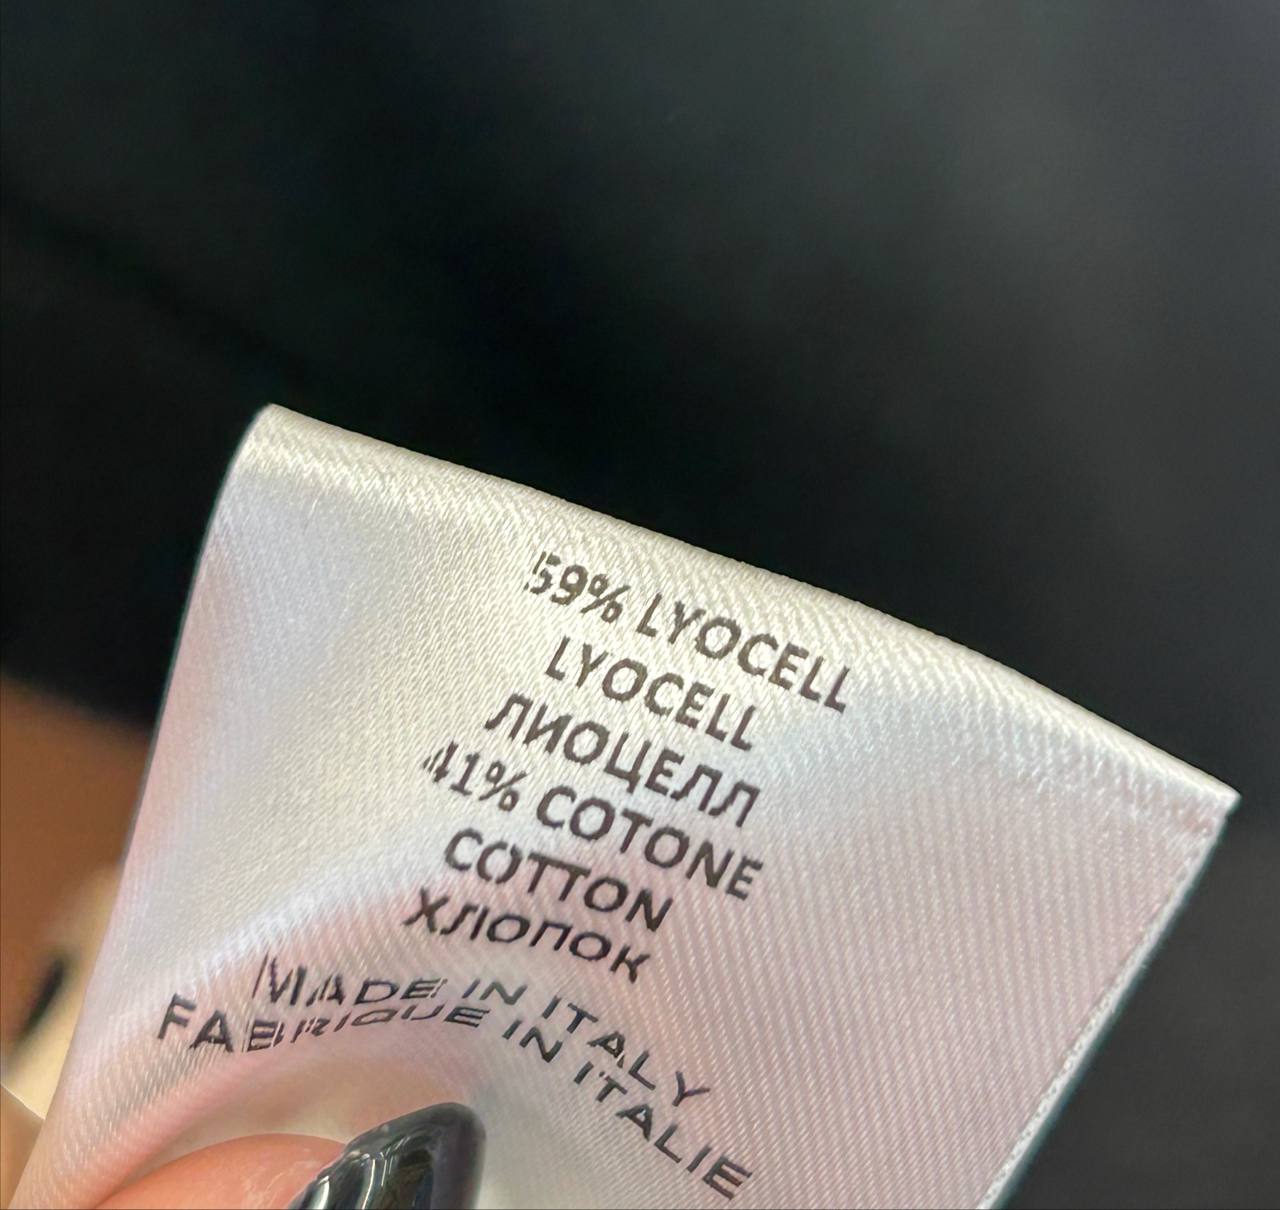 59% LYOCELL
LYOCELL
ЛИОЦЕЛЛ
41% COTONE
COTTON
ХЛОПОК
MADE IN ITALY
FABRIQUE IN ITALIE